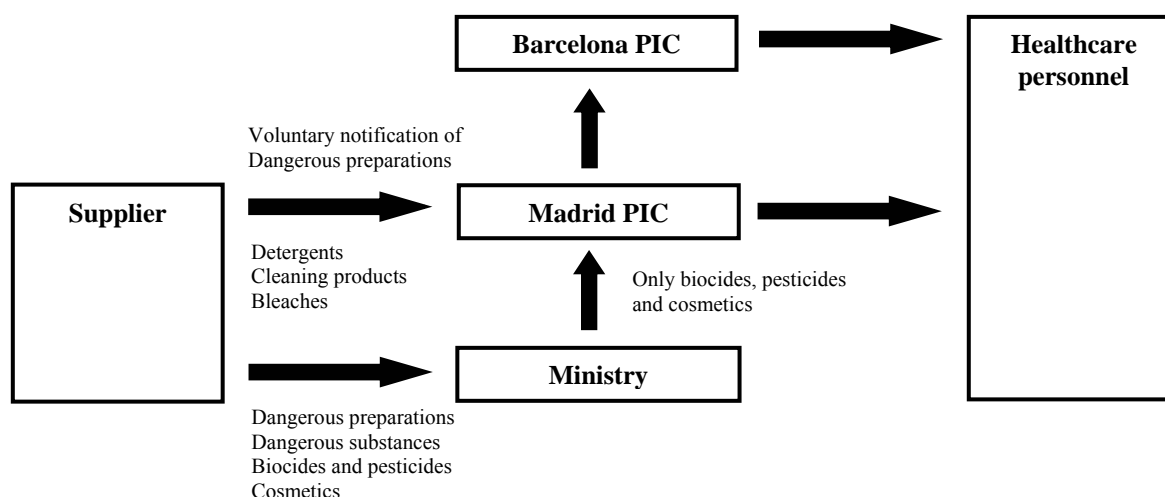 Barcelona PIC
Healthcare
personnel
Voluntary notification of
Dangerous preparations
Supplier
Madrid PIC
Detergents
Cleaning products
Bleaches
Only biocides, pesticides
and cosmetics
Ministry
Dangerous preparations
Dangerous substances
Biocides and pesticides
Cosmetics